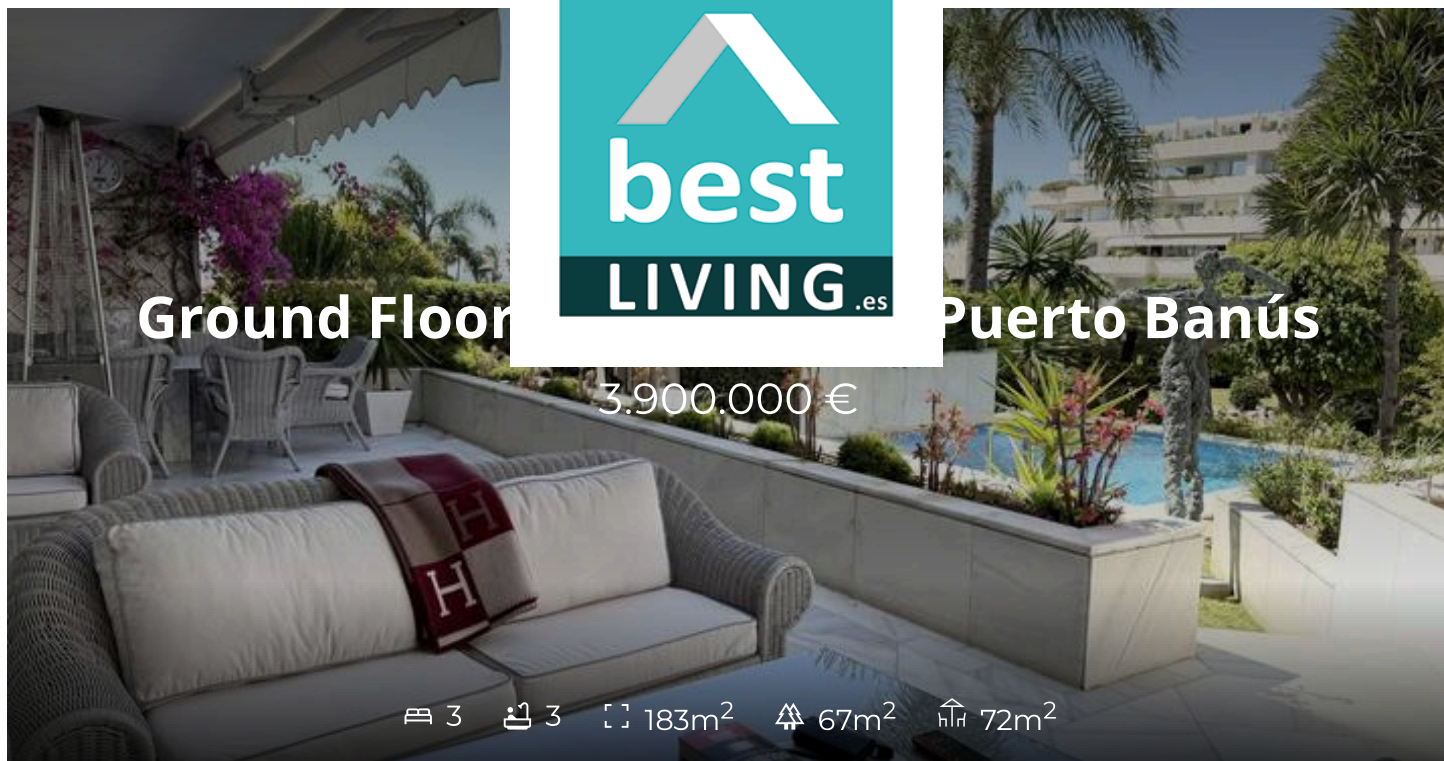 best
LIVING.es
Ground Floor Puerto Banús
3.900.000 €
H
H
3 3 183m² 67m² 72m²